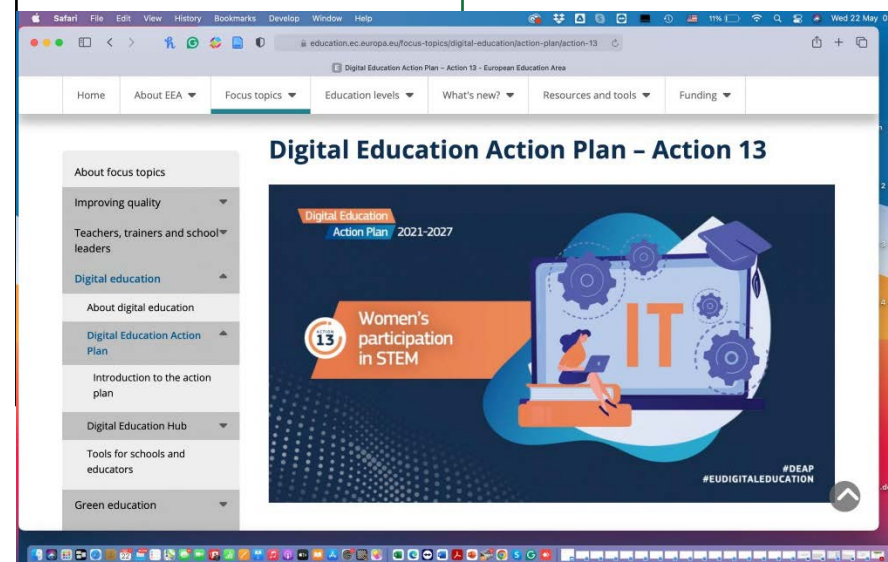 Safari File Edit View History Bookmarks Develop Window Help 11% Wed 22 May
education.ec.europa.eu/focus-topics/digital-education/action-plan/action-13
Digital Education Action Plan – Action 13 - European Education Area
Home About EEA Focus topics Education levels What's new? Resources and tools Funding
Digital Education Action Plan – Action 13
About focus topics
Improving quality
Teachers, trainers and school
leaders
Digital education
About digital education
Digital Education Action
Plan
Introduction to the action
plan
Digital Education Hub
Tools for schools and
educators
Green education
Digital Education
Action Plan 2021-2027
ACTION
13
Women's
participation
in STEM
IT
#DEAP
#EUDIGITALEDUCATION